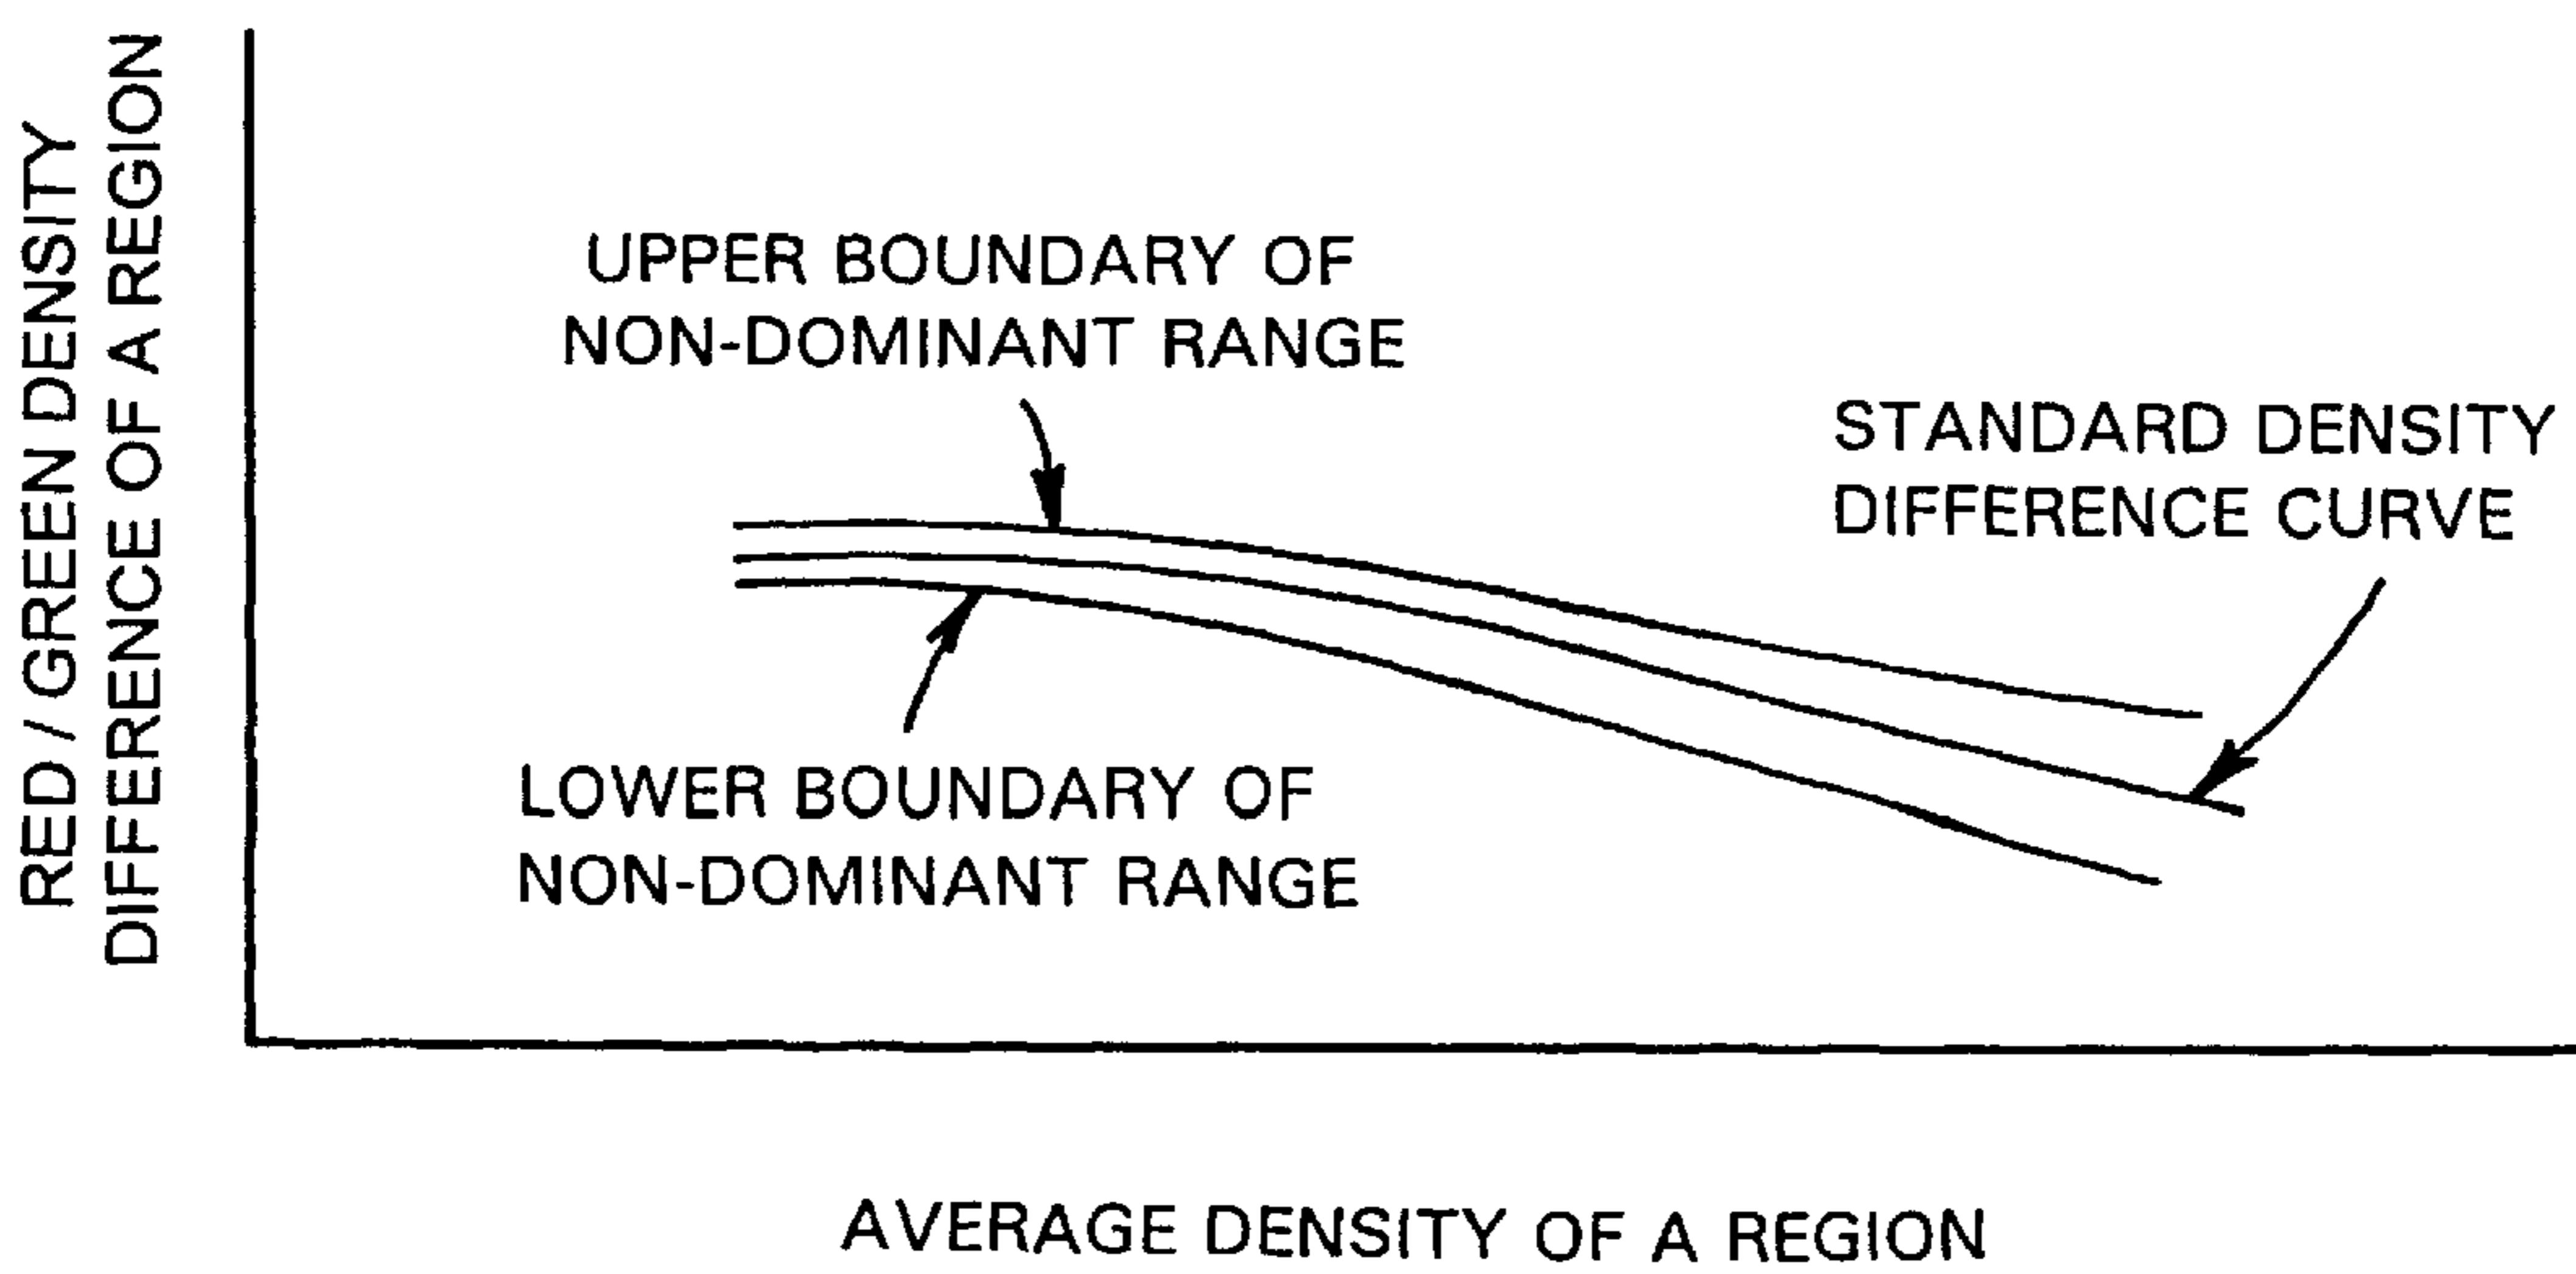 RED / GREEN DENSITY
DIFFERENCE OF A REGION
UPPER BOUNDARY OF
NON-DOMINANT RANGE
STANDARD DENSITY
DIFFERENCE CURVE
LOWER BOUNDARY OF
NON-DOMINANT RANGE
AVERAGE DENSITY OF A REGION